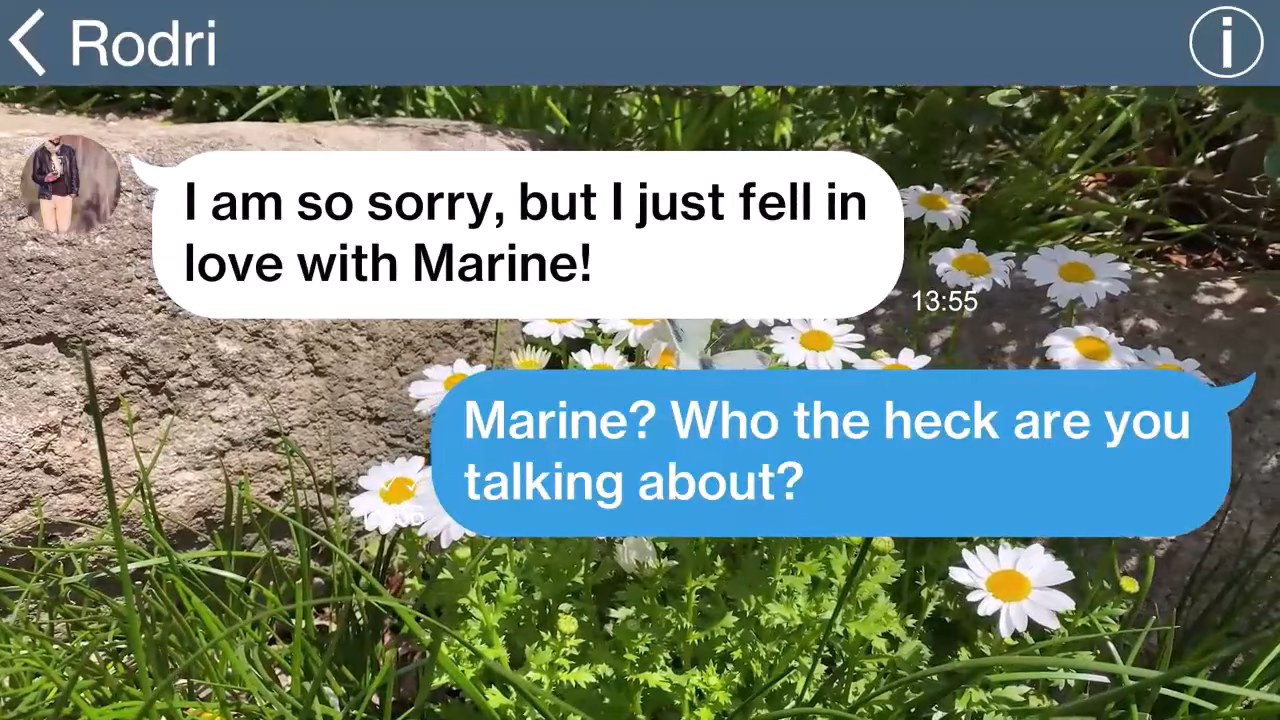 Rodri
I am so sorry, but I just fell in
love with Marine!
13:55
Marine? Who the heck are you
talking about?